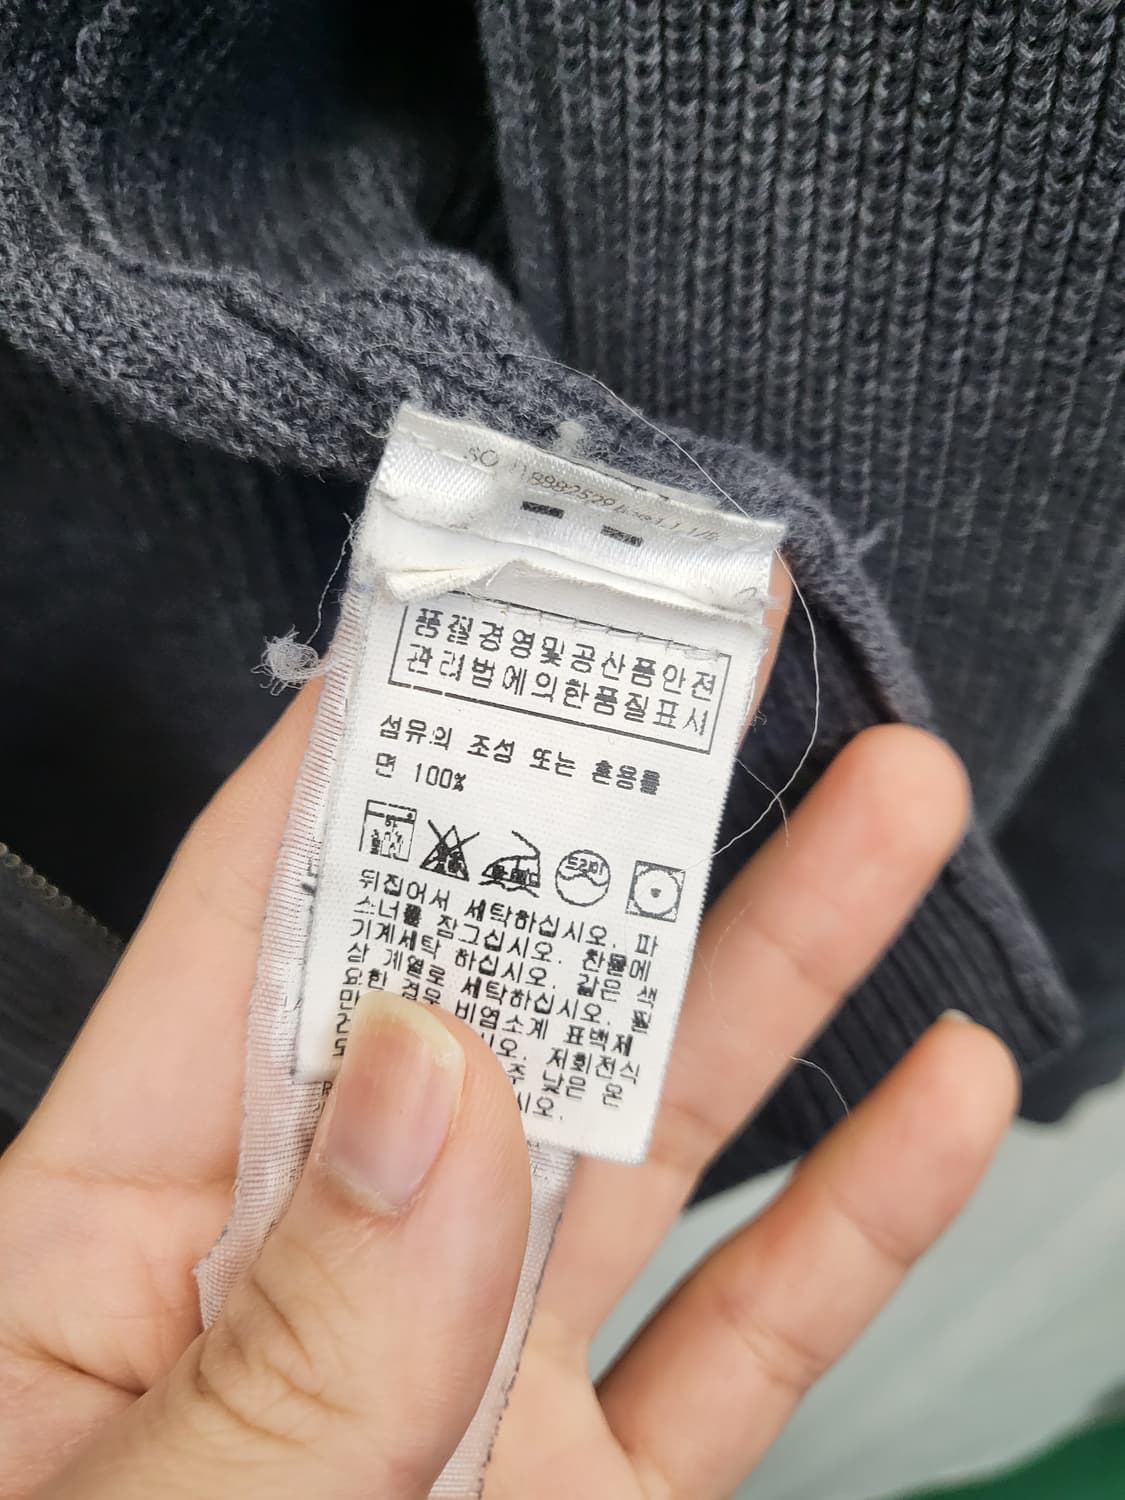 품질경영및공산품안전
관리법에의한품질표시
섬유의 조성 또는 혼용률
면 100%
드라이
뒤집어서 세탁하십시오. 파
스너를 잠그십시오. 찬물에
기계세탁 하십시오. 같은 색
상 계열로 세탁하십시오. 필
요한 경우 비염소계 표백제
만 시오. 저회전식
낮은 온
시오.